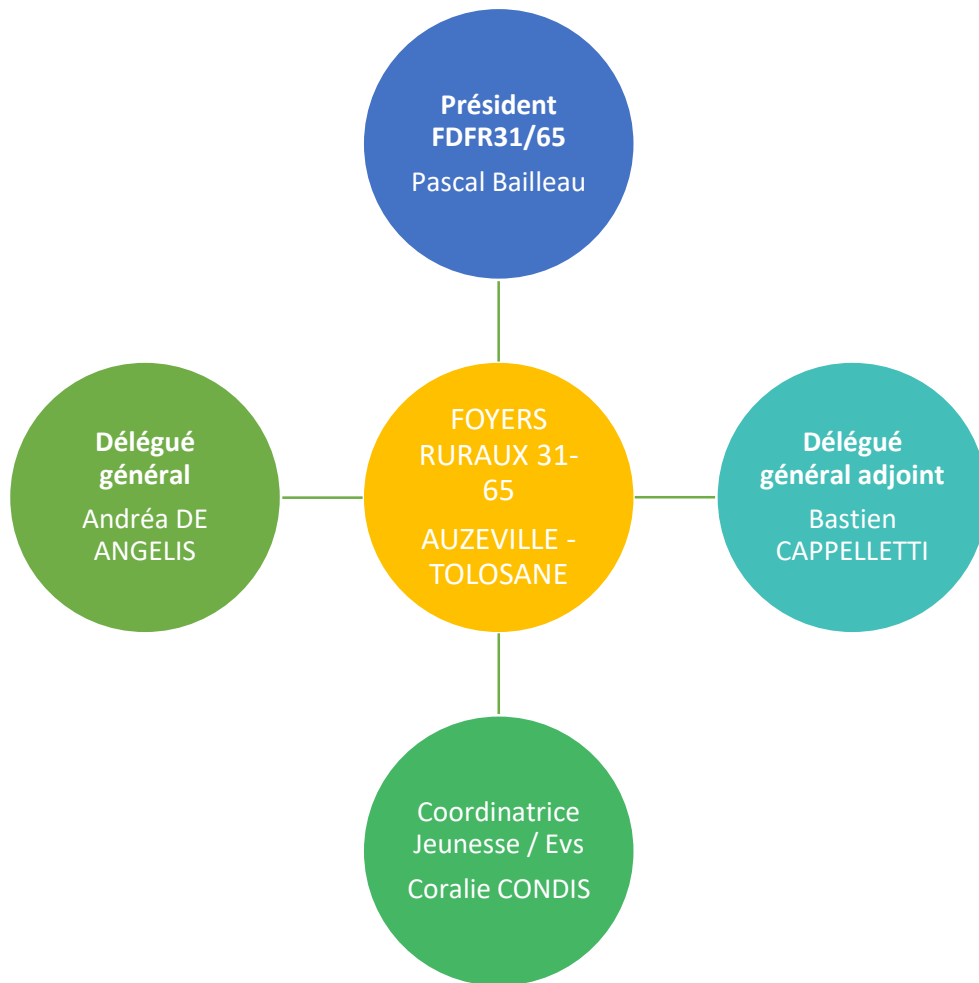 Président
FDFR31/65
Pascal Bailleau
Délégué
général
Andréa DE
ANGELIS
FOYERS
RURAUX 31-
65
AUZEVILLE -
TOLOSANE
Délégué
général adjoint
Bastien
CAPPELLETTI
Coordinatrice
Jeunesse / Evs
Coralie CONDIS